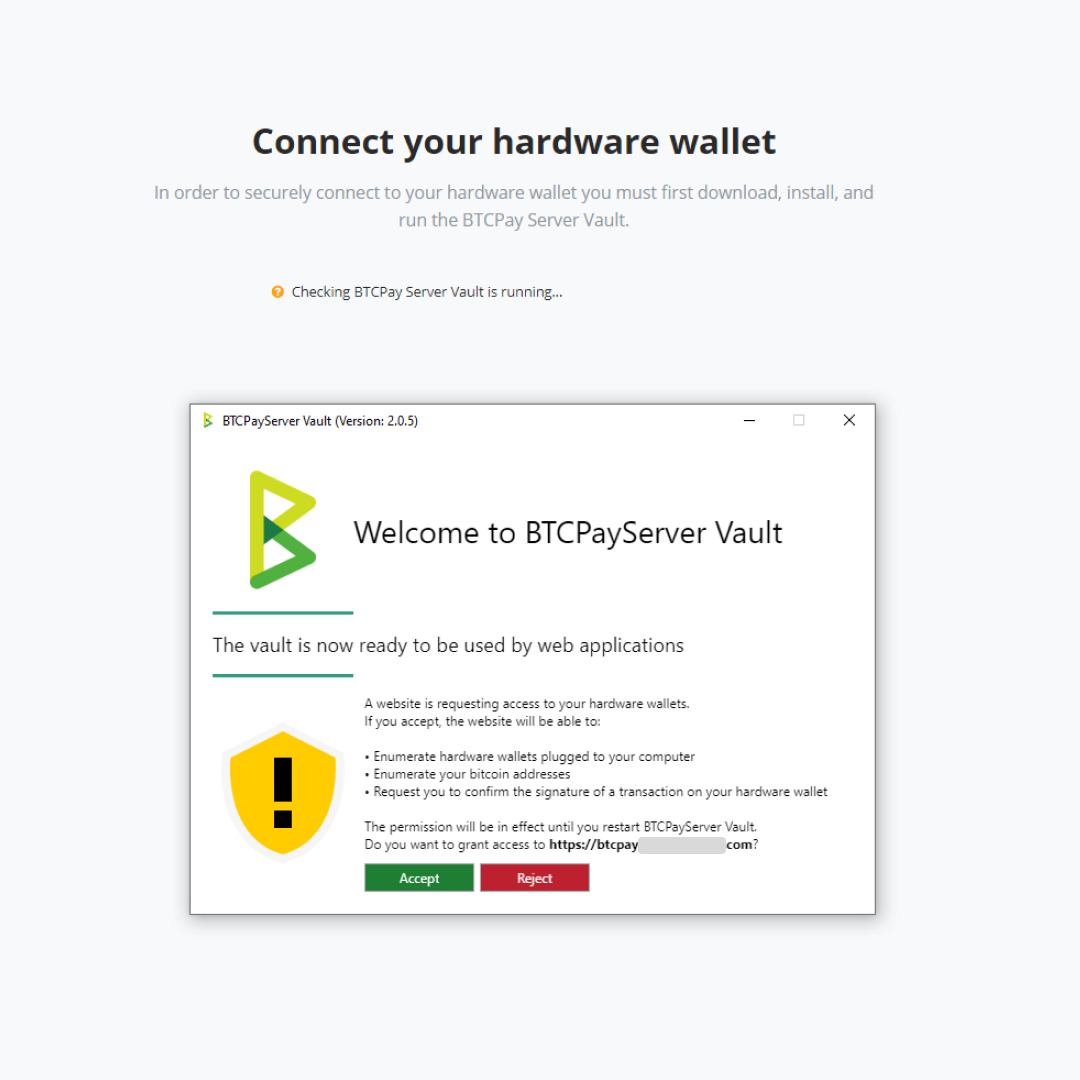 Connect your hardware wallet
In order to securely connect to your hardware wallet you must first download, install, and
run the BTCPay Server Vault.
Checking BTCPay Server Vault is running...
BTCPayServer Vault (Version: 2.0.5)
Welcome to BTCPayServer Vault
The vault is now ready to be used by web applications
A website is requesting access to your hardware wallets.
If you accept, the website will be able to:
• Enumerate hardware wallets plugged to your computer
• Enumerate your bitcoin addresses
• Request you to confirm the signature of a transaction on your hardware wallet
The permission will be in effect until you restart BTCPayServer Vault.
Do you want to grant access to https://btcpay com?
Accept Reject